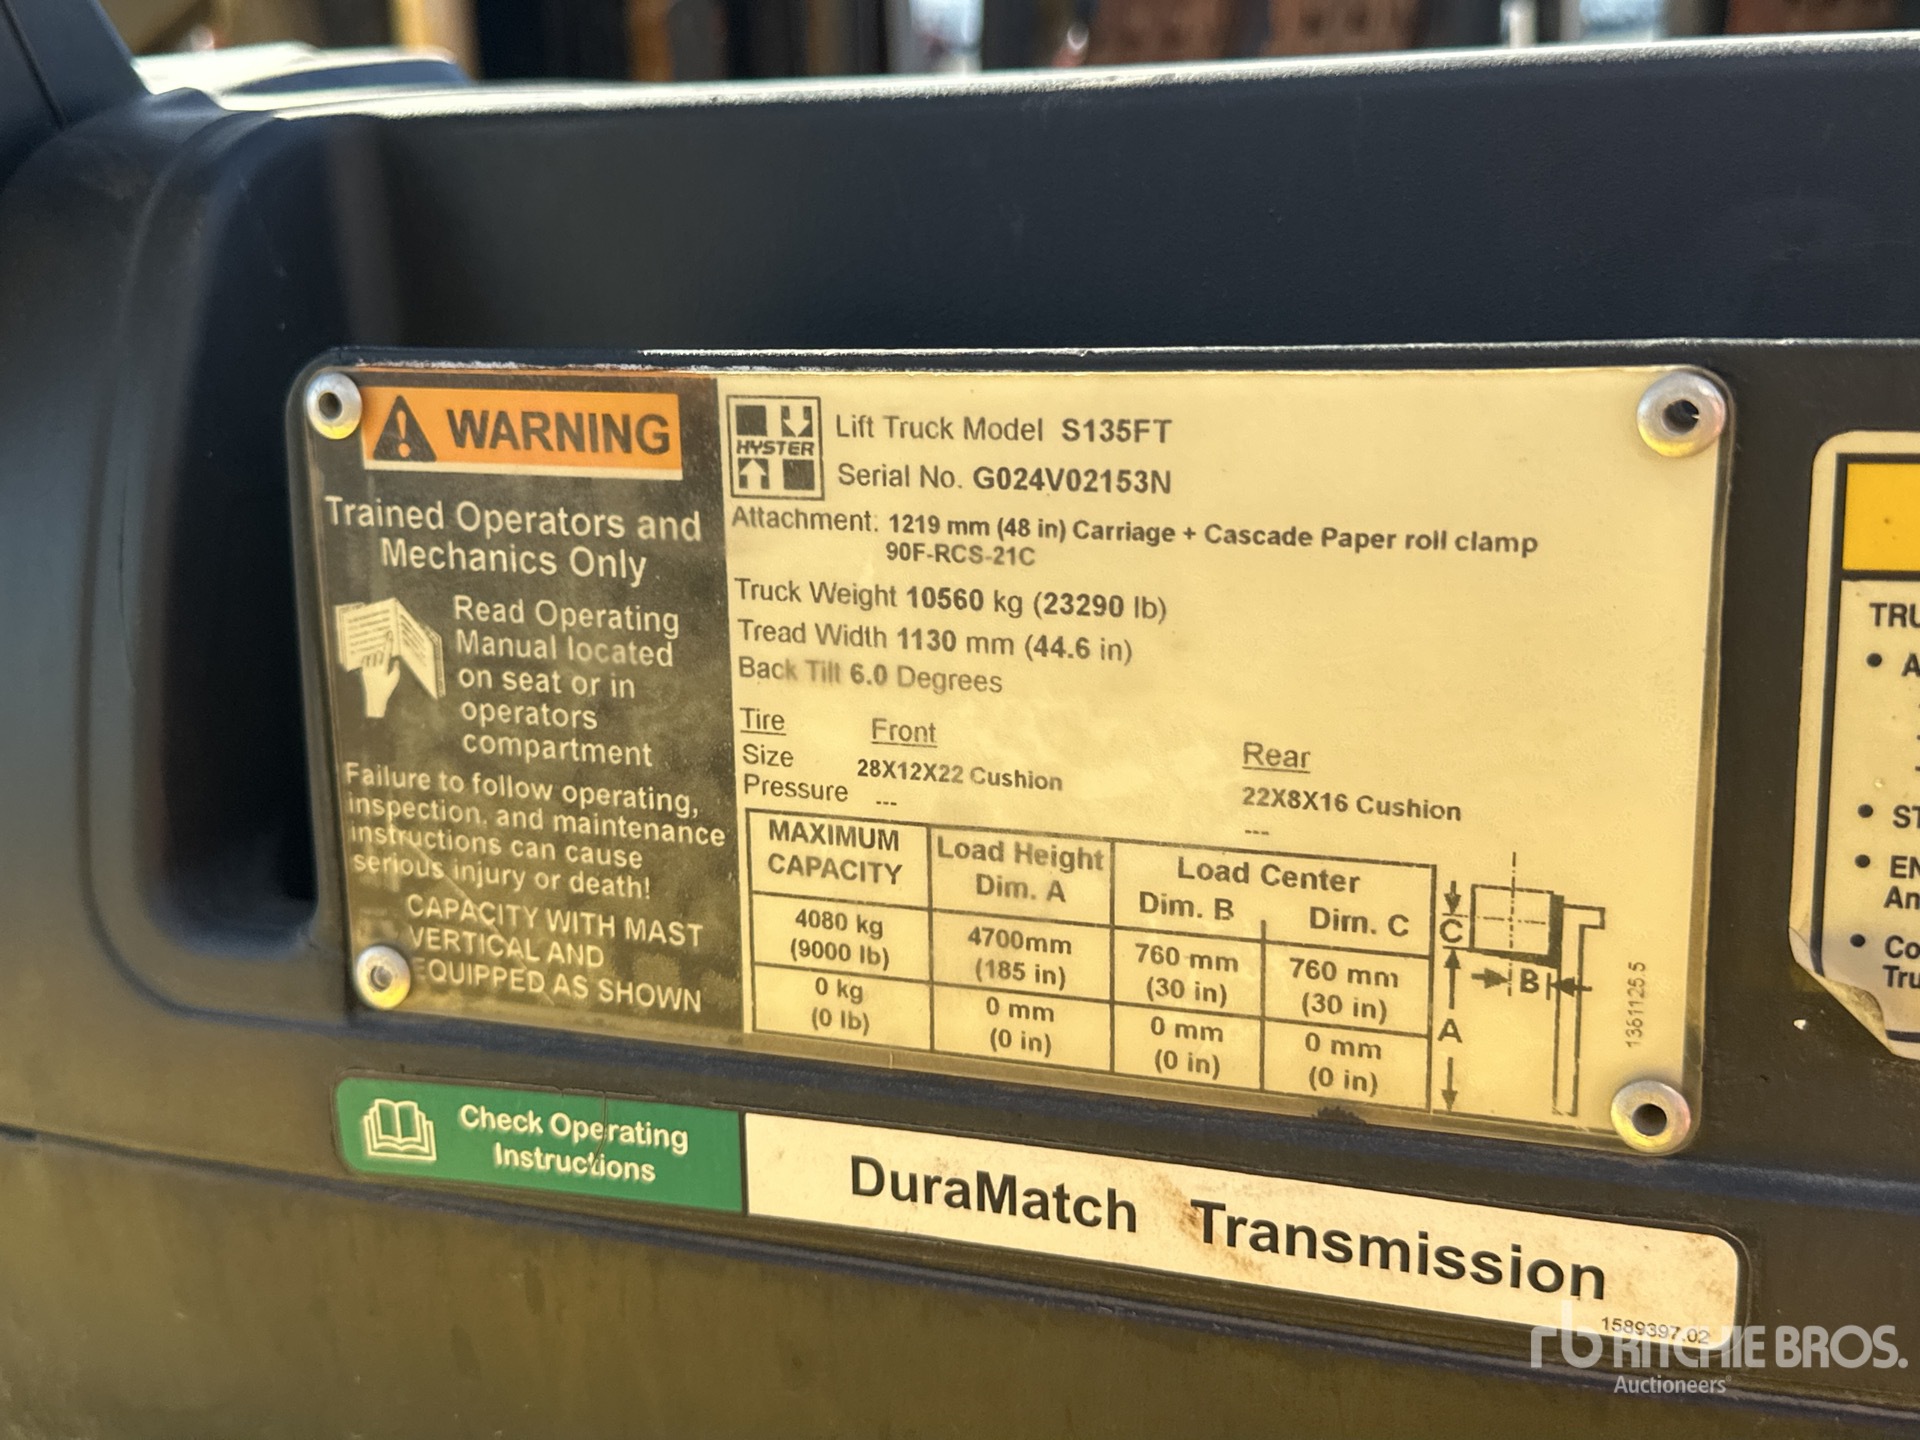 WARNING
Trained Operators and
Mechanics Only
Read Operating
Manual located
on seat or in
operators
compartment
Failure to follow operating,
inspection, and maintenance
instructions can cause
serious injury or death!
CAPACITY WITH MAST
VERTICAL AND
EQUIPPED AS SHOWN
HYSTER
Lift Truck Model S135FT
Serial No. G024V02153N
Attachment: 1219 mm (48 in) Carriage + Cascade Paper roll clamp
90F-RCS-21C
Truck Weight 10560 kg (23290 lb)
Tread Width 1130 mm (44.6 in)
Back Tilt 6.0 Degrees
Tire Front Rear
Size 28X12X22 Cushion 22X8X16 Cushion
Pressure --- ---
MAXIMUM CAPACITY Load Height Dim. A Load Center Dim. B Dim. C
4080 kg (9000 lb) 4700mm (185 in) 760 mm (30 in) 760 mm (30 in)
0 kg (0 lb) 0 mm (0 in) 0 mm (0 in) 0 mm (0 in)
C
B
A
1361125.5
Check Operating
Instructions
DuraMatch Transmission
1589397.02
TRU
• A
• ST
• EN
An
• Co
Tru
rb RITCHIE BROS.
Auctioneers